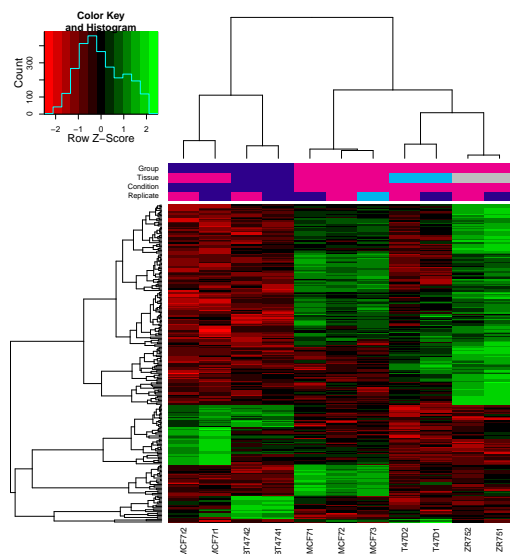 Color Key
and Histogram
Count
0 100 300
−2 −1 0 1 2
Row Z−Score
Group
Tissue
Condition
Replicate
MCF7r2
MCF7r1
BT4742
BT4741
MCF71
MCF72
MCF73
T47D2
T47D1
ZR752
ZR751